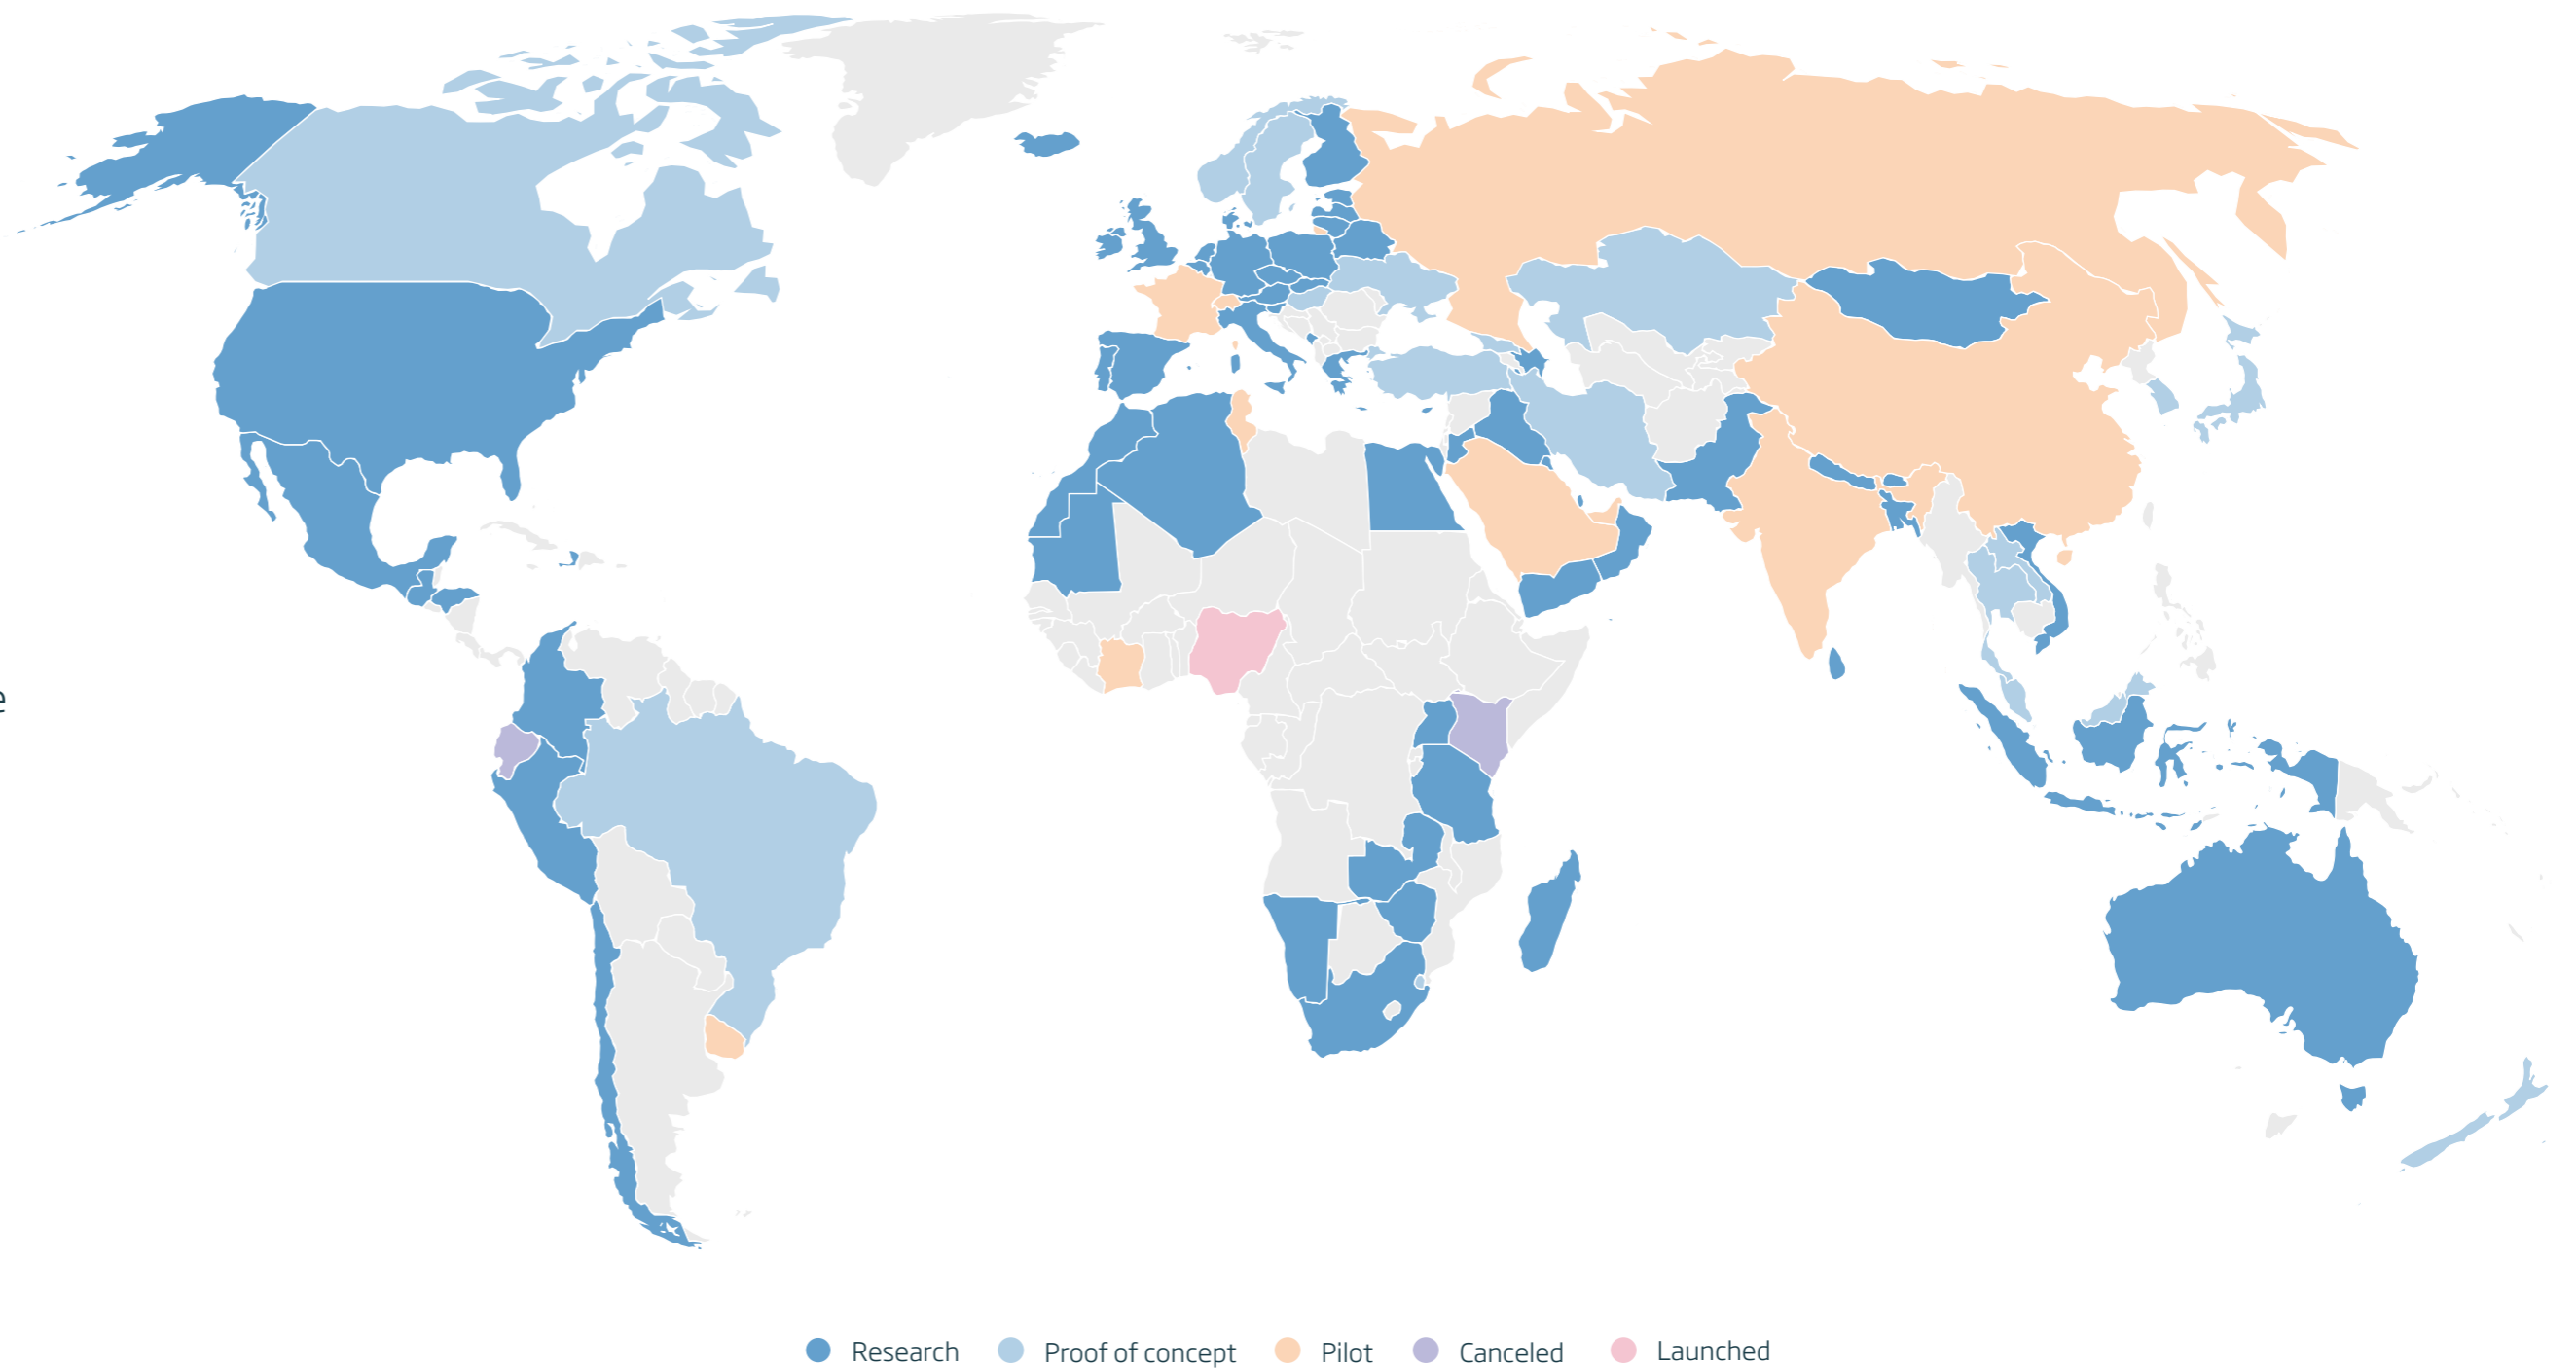 e
Research
Proof of concept
Pilot
Canceled
Launched